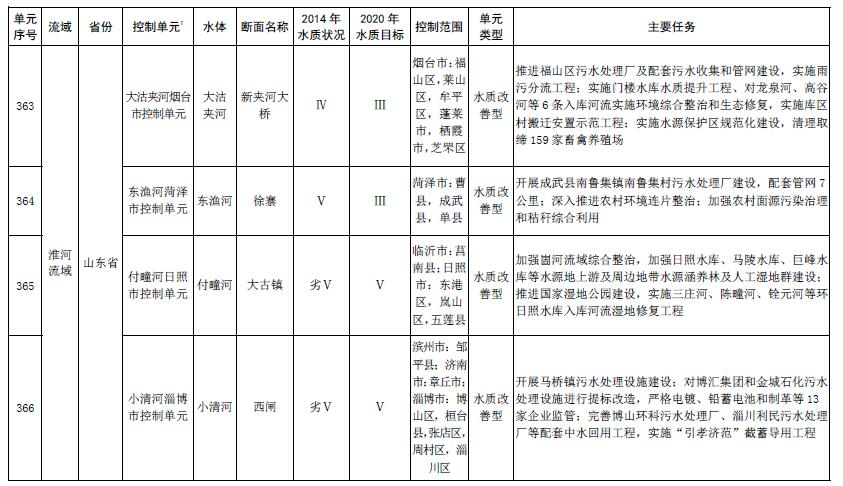 单元
序号
流域
省份
控制单元¹
水体
断面名称
2014 年
水质状况
2020 年
水质目标
控制范围
单元
类型
主要任务
淮河
流域
山东省
363
大沽夹河烟台
市控制单元
大沽
夹河
新夹河大
桥
Ⅳ
Ⅲ
烟台市：福
山区，莱山
区，牟平
区，蓬莱
市，栖霞
市，芝罘区
水质改
善型
推进福山区污水处理厂及配套污水收集和管网建设，实施雨
污分流工程；实施门楼水库水质提升工程、对龙泉河、高谷
河等 6 条入库河流实施环境综合整治和生态修复，实施库区
村搬迁安置示范工程；实施水源保护区规范化建设，清理取
缔 159 家畜禽养殖场
364
东渔河菏泽
市控制单元
东渔河
徐寨
Ⅴ
Ⅲ
菏泽市：曹
县，成武
县，单县
水质改
善型
开展成武县南鲁集镇南鲁集村污水处理厂建设，配套管网 7
公里；深入推进农村环境连片整治；加强农村面源污染治理
和秸秆综合利用
365
付疃河日照
市控制单元
付疃河
大古镇
劣Ⅴ
Ⅴ
临沂市：莒
南县；日照
市：东港
区，岚山
区，五莲县
水质改
善型
加强崮河流域综合整治，加强日照水库、马陵水库、巨峰水
库等水源地上游及周边地带水源涵养林及人工湿地群建设；
推进国家湿地公园建设，实施三庄河、陈疃河、铨元河等环
日照水库入库河流湿地修复工程
366
小清河淄博
市控制单元
小清河
西闸
劣Ⅴ
Ⅴ
滨州市：邹
平县；济南
市：章丘市；
淄博市：博
山区，桓台
县，张店区，
周村区，淄
川区
水质改
善型
开展马桥镇污水处理设施建设；对博汇集团和金城石化污水
处理设施进行提标改造，严格电镀、铅蓄电池和制革等 13
家企业监管；完善博山环科污水处理厂、淄川利民污水处理
厂等配套中水回用工程，实施“引孝济范”截蓄导用工程